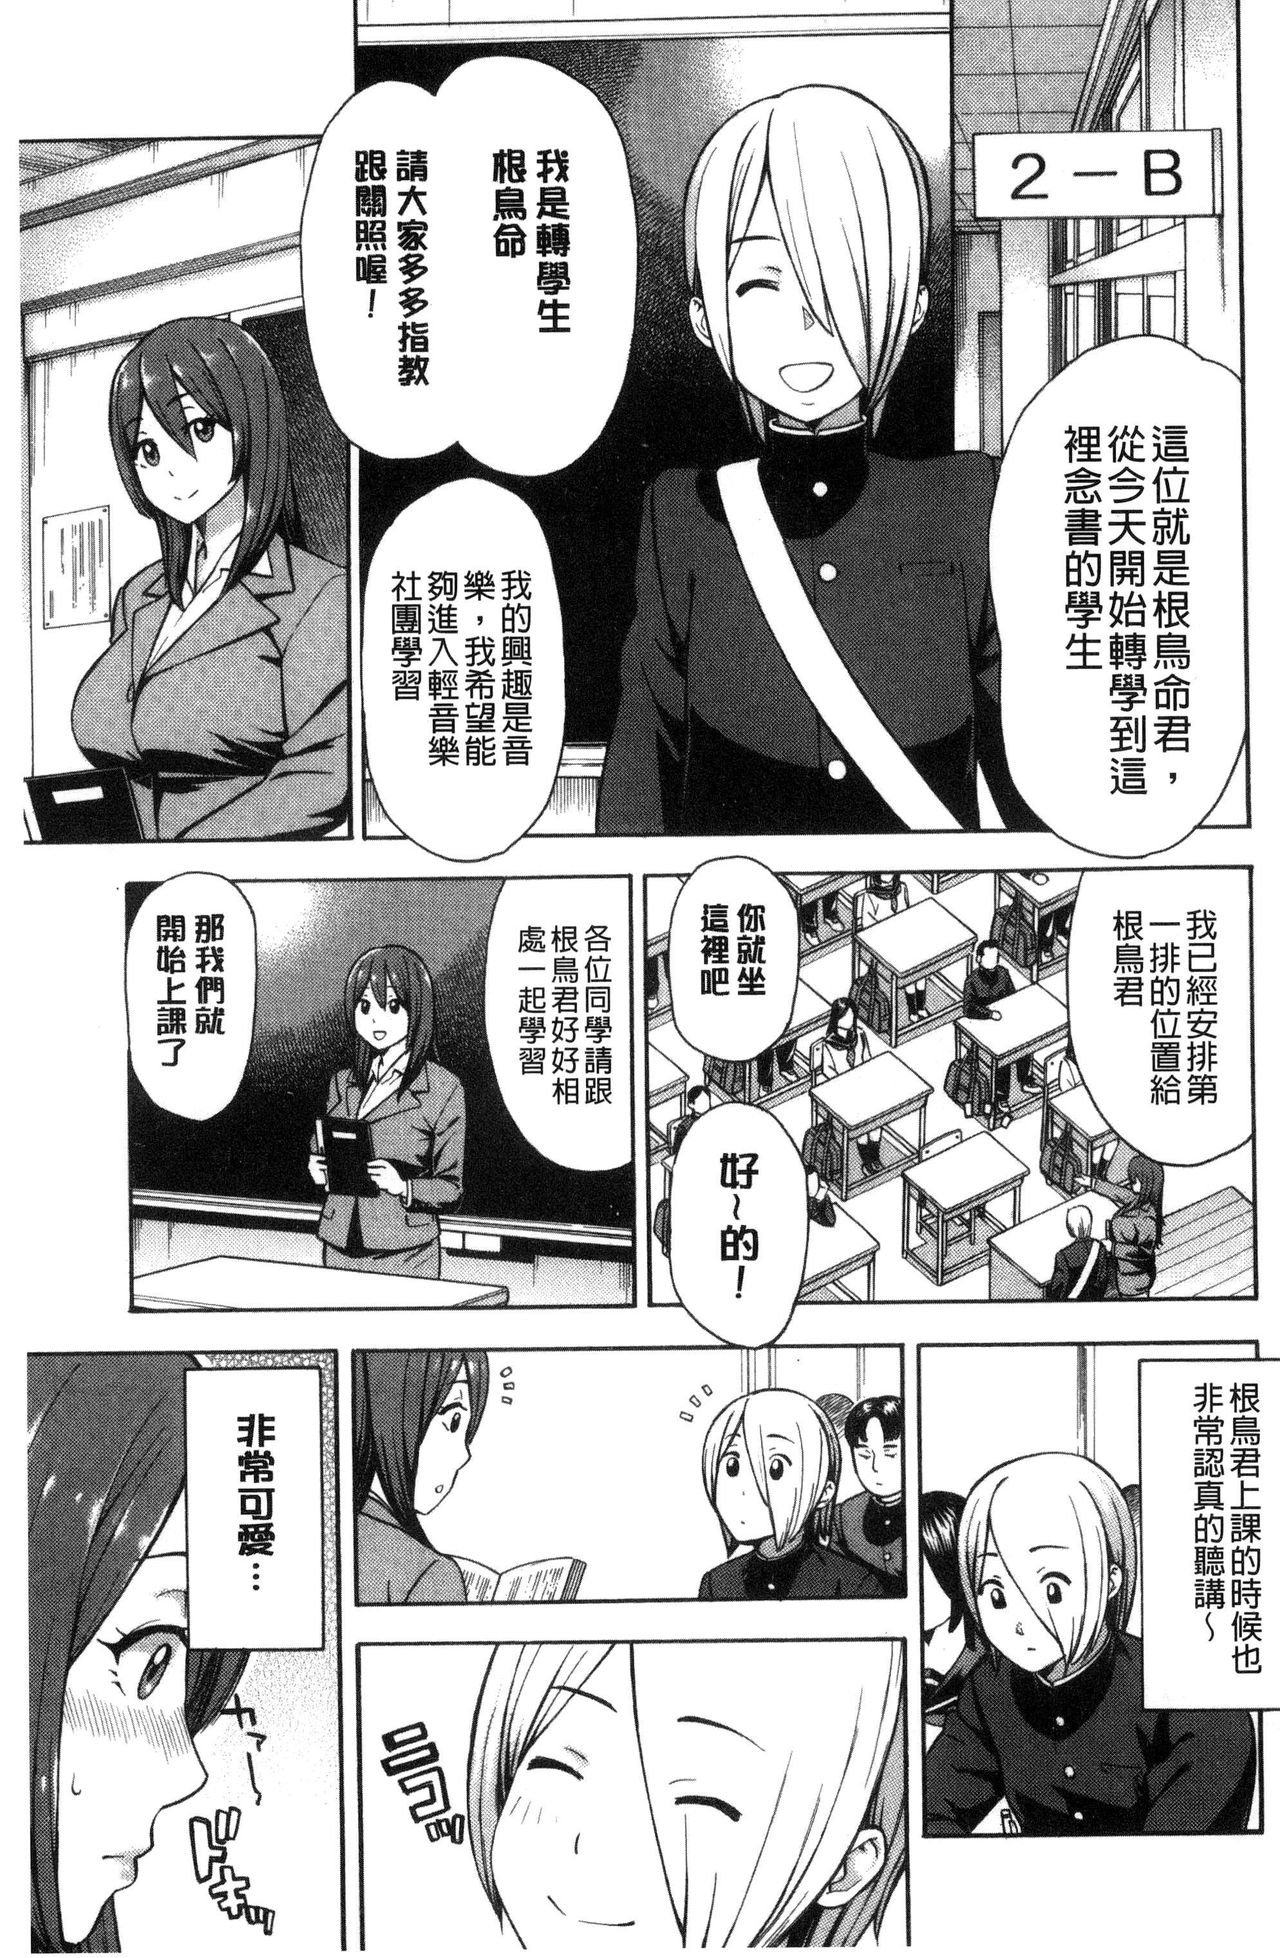 2－B
這位就是根鳥命君，
從今天開始轉學到這
裡念書的學生
我是轉學生
根鳥命
請大家多多指教
跟關照喔！
我的興趣是音
樂，我希望能
夠進入輕音樂
社團學習
我已經安排第
一排的位置給
根鳥君
你就坐
這裡吧
好～的！
各位同學請跟
根鳥君好好相
處一起學習
那我們就
開始上課了
根鳥君上課的時候也
非常認真的聽講～
ニコッ
非常可愛…
カァー
ドキッ